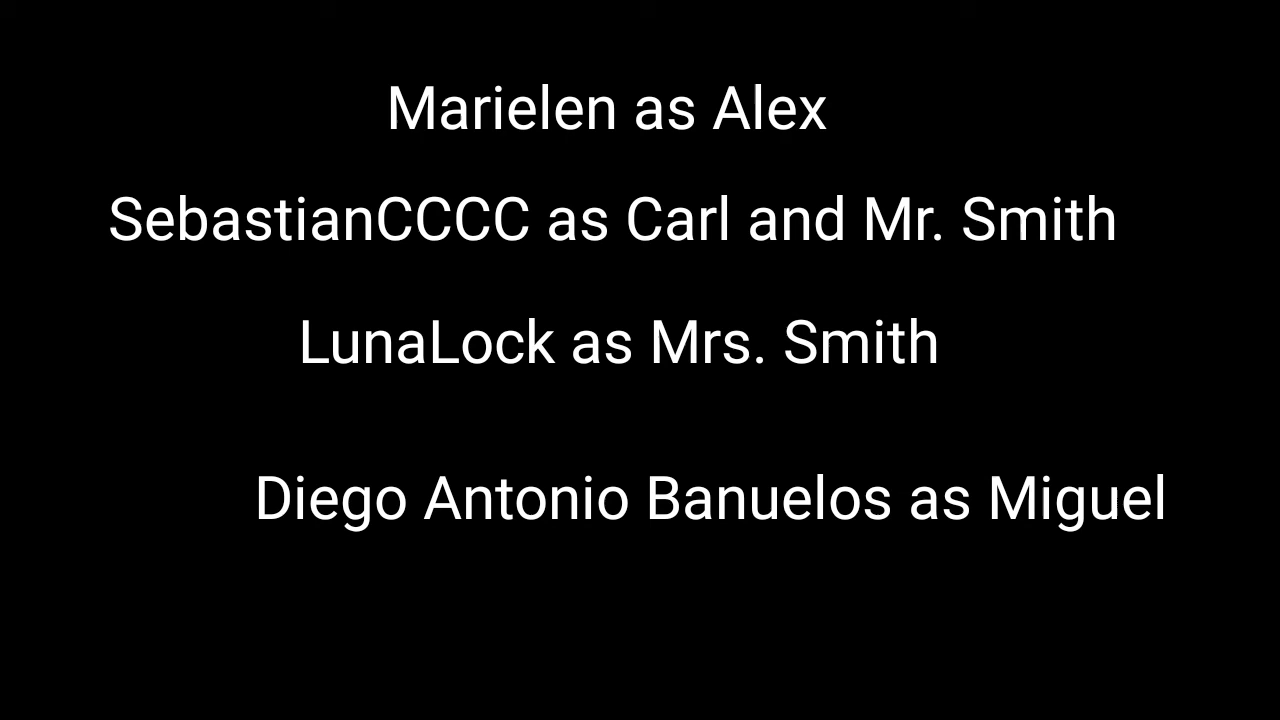 Marielen as Alex
SebastianCCCC as Carl and Mr. Smith
LunaLock as Mrs. Smith
Diego Antonio Banuelos as Miguel